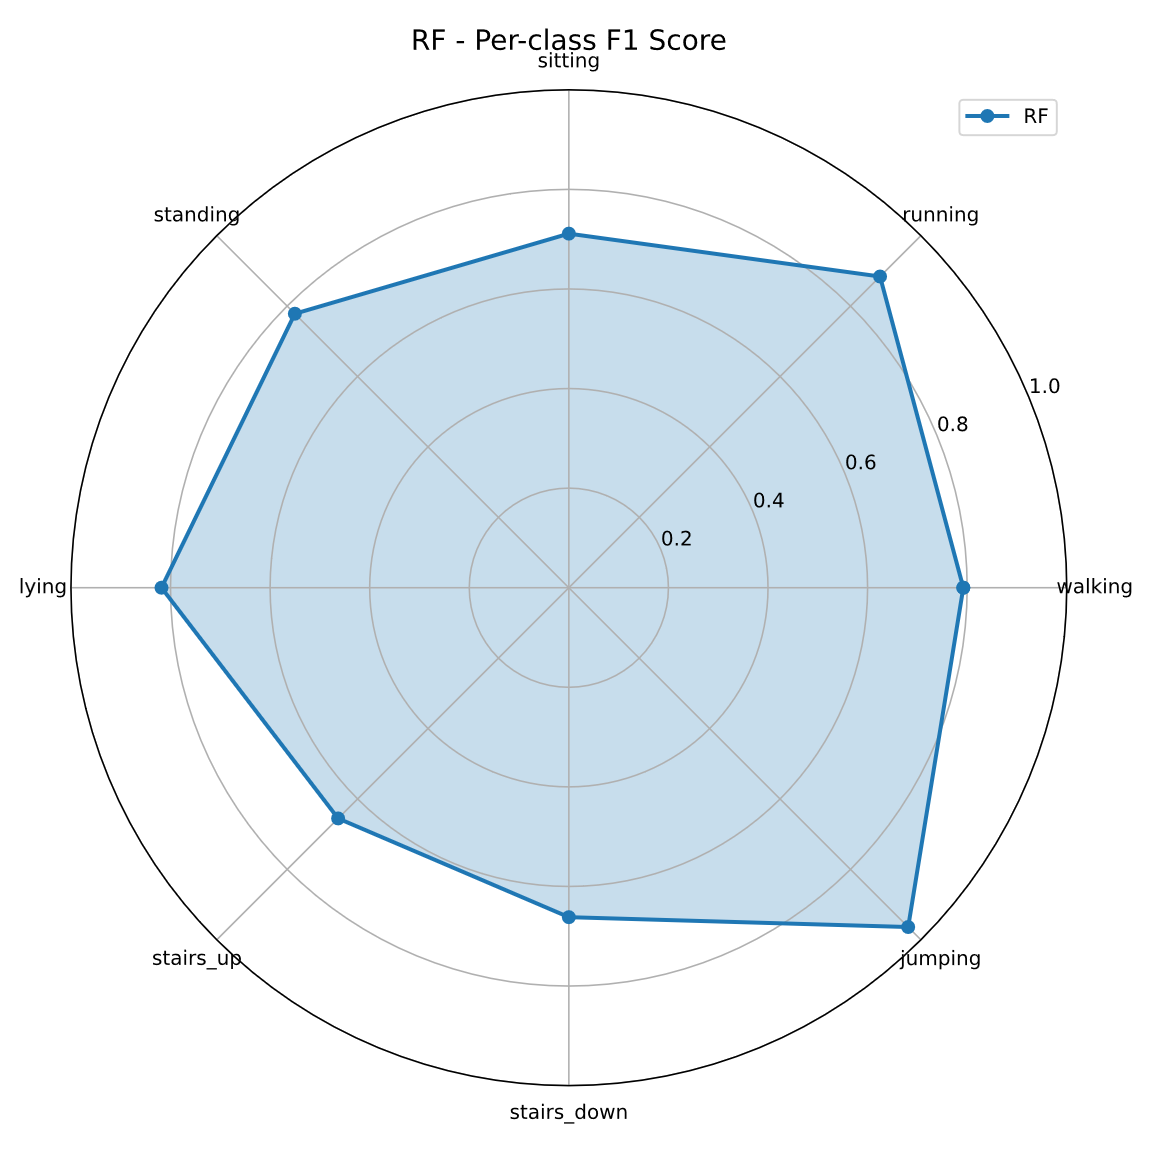 RF - Per-class F1 Score
sitting
RF
standing
running
1.0
0.8
0.6
0.4
0.2
lying
walking
stairs_up
jumping
stairs_down